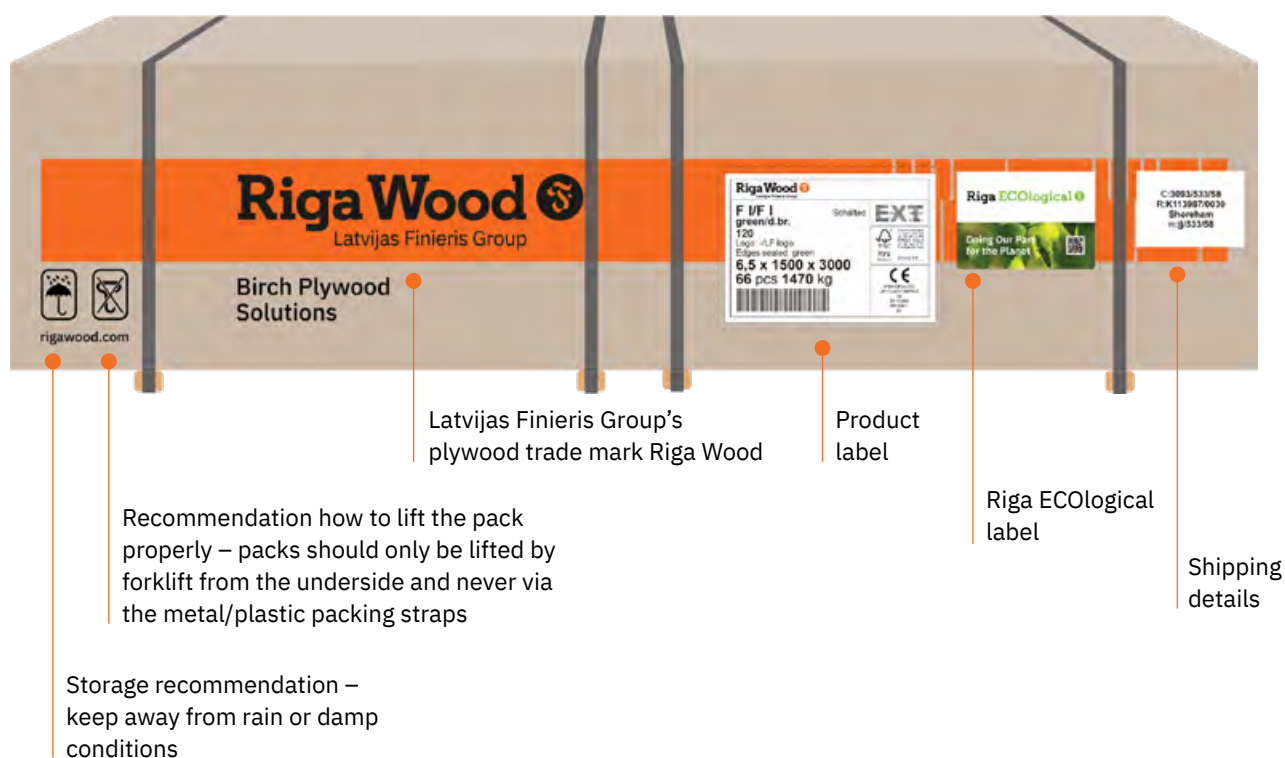 Riga Wood
Latvijas Finieris Group
Birch Plywood
Solutions
rigawood.com
Riga Wood
F I/F I
green/d.br.
120
Logo: -/LF logo
Edges sealed green
6,5 x 1500 x 3000
66 pcs 1470 kg
EXT
FSC
CE
Riga ECOlogical
Doing Our Part
for the Planet
C:3093/533/58
Shoreham
Latvijas Finieris Group’s
plywood trade mark Riga Wood
Product
label
Riga ECOlogical
label
Shipping
details
Recommendation how to lift the pack
properly – packs should only be lifted by
forklift from the underside and never via
the metal/plastic packing straps
Storage recommendation –
keep away from rain or damp
conditions